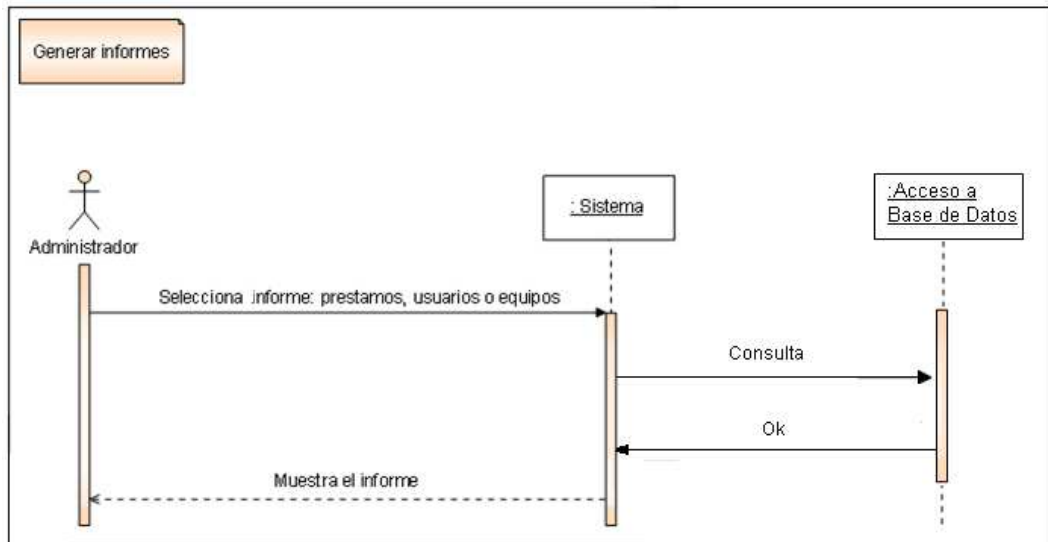 Generar informes
: Sistema
:Acceso a
Base de Datos
Administrador
Selecciona informe: prestamos, usuarios o equipos
Consulta
Ok
Muestra el informe